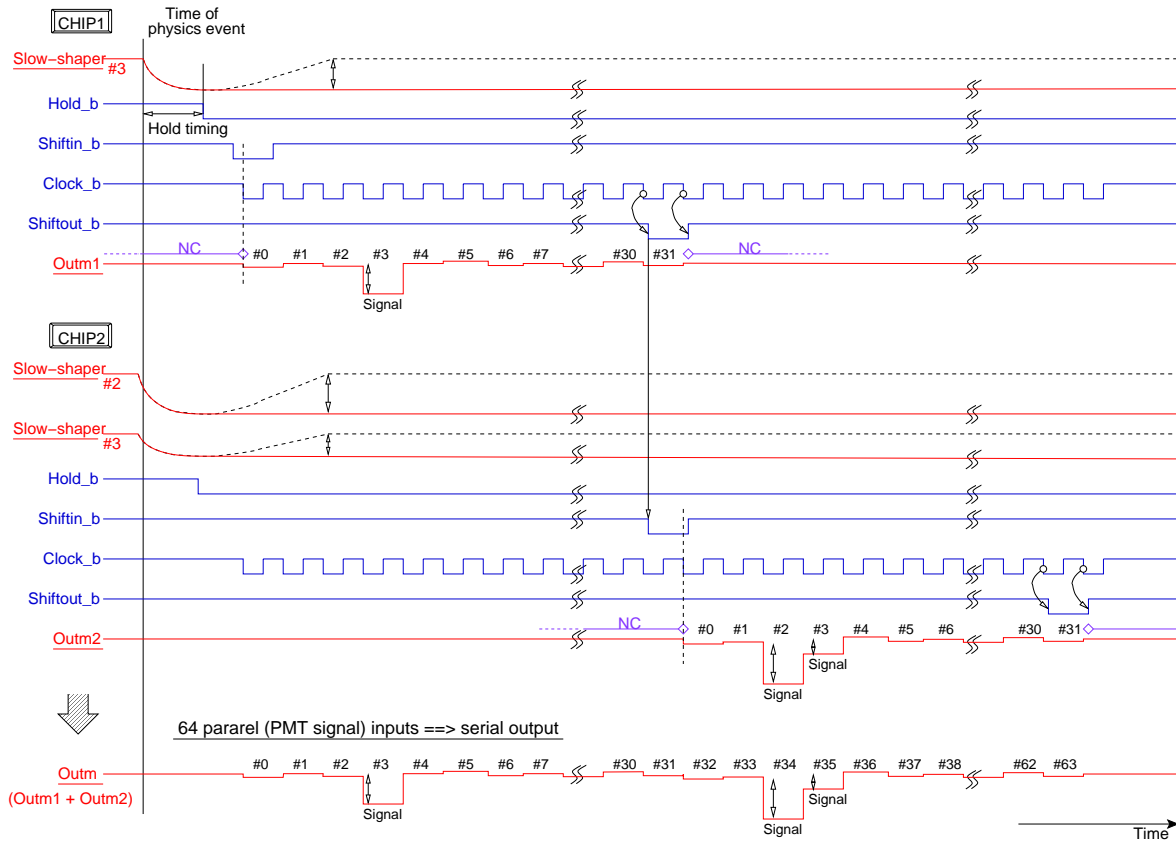 CHIP1
Time of
physics event
Slow-shaper
#3
Hold_b
Hold timing
Shiftin_b
Clock_b
Shiftout_b
NC #0 #1 #2 #3 #4 #5 #6 #7 #30 #31 NC
Outm1
Signal
CHIP2
Slow-shaper
#2
Slow-shaper
#3
Hold_b
Shiftin_b
Clock_b
Shiftout_b
NC #0 #1 #2 #3 #4 #5 #6 #30 #31
Outm2
Signal
Signal
64 pararel (PMT signal) inputs ==> serial output
#0 #1 #2 #3 #4 #5 #6 #7 #30 #31 #32 #33 #34 #35 #36 #37 #38 #62 #63
Outm
(Outm1 + Outm2)
Signal
Signal
Signal
Time